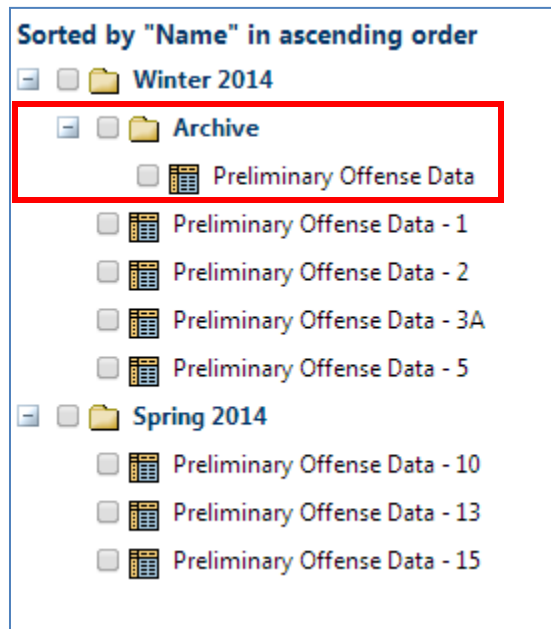 Sorted by "Name" in ascending order
Winter 2014
Archive
Preliminary Offense Data
Preliminary Offense Data - 1
Preliminary Offense Data - 2
Preliminary Offense Data - 3A
Preliminary Offense Data - 5
Spring 2014
Preliminary Offense Data - 10
Preliminary Offense Data - 13
Preliminary Offense Data - 15